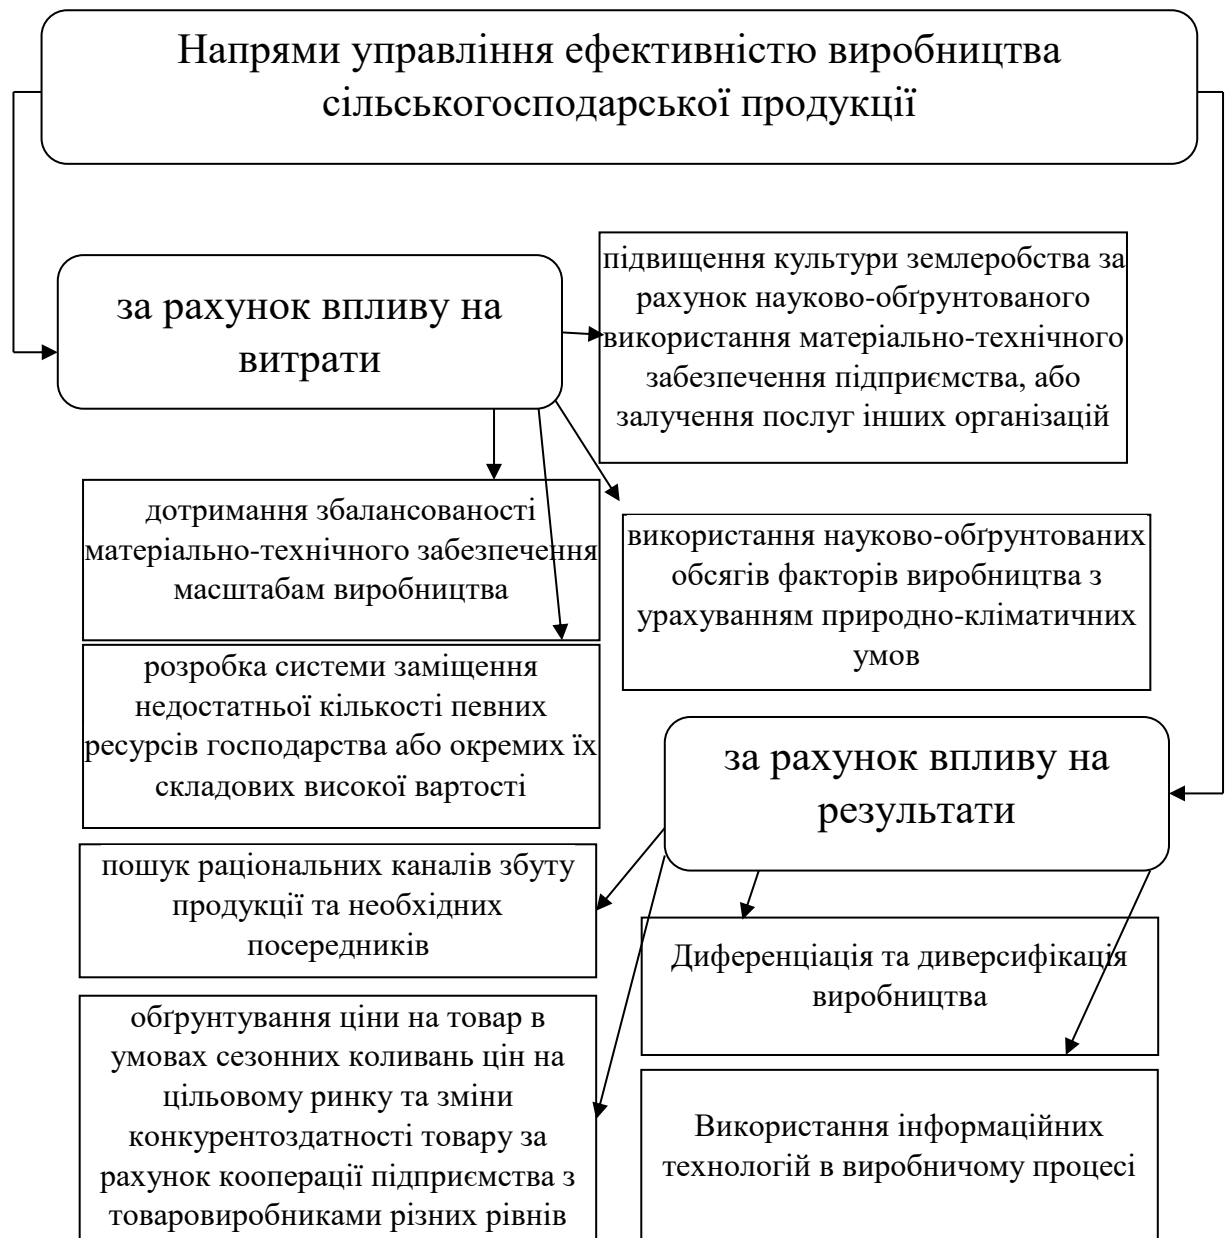 Напрями управління ефективністю виробництва
сільськогосподарської продукції
за рахунок впливу на
витрати
підвищення культури землеробства за
рахунок науково-обґрунтованого
використання матеріально-технічного
забезпечення підприємства, або
залучення послуг інших організацій
дотримання збалансованості
матеріально-технічного забезпечення
масштабам виробництва
використання науково-обґрунтованих
обсягів факторів виробництва з
урахуванням природно-кліматичних
умов
розробка системи заміщення
недостатньої кількості певних
ресурсів господарства або окремих їх
складових високої вартості
за рахунок впливу на
результати
пошук раціональних каналів збуту
продукції та необхідних
посередників
Диференціація та диверсифікація
виробництва
обґрунтування ціни на товар в
умовах сезонних коливань цін на
цільовому ринку та зміни
конкурентоздатності товару за
рахунок кооперації підприємства з
товаровиробниками різних рівнів
Використання інформаційних
технологій в виробничому процесі